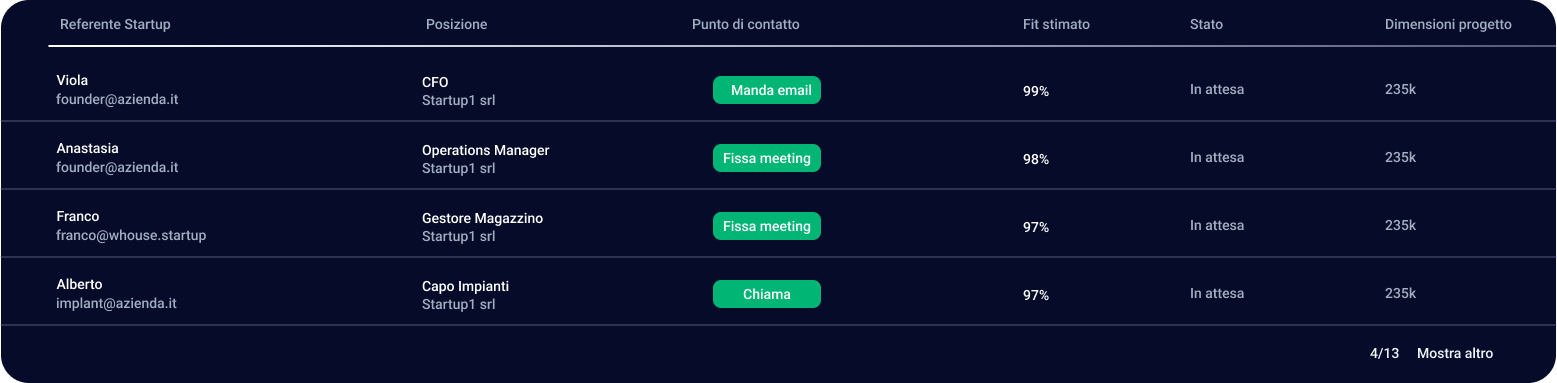 Referente Startup Posizione Punto di contatto Fit stimato Stato Dimensioni progetto
Viola
founder@azienda.it
CFO
Startup1 srl
Manda email
99%
In attesa
235k
Anastasia
founder@azienda.it
Operations Manager
Startup1 srl
Fissa meeting
98%
In attesa
235k
Franco
franco@whouse.startup
Gestore Magazzino
Startup1 srl
Fissa meeting
97%
In attesa
235k
Alberto
implant@azienda.it
Capo Impianti
Startup1 srl
Chiama
97%
In attesa
235k
4/13 Mostra altro